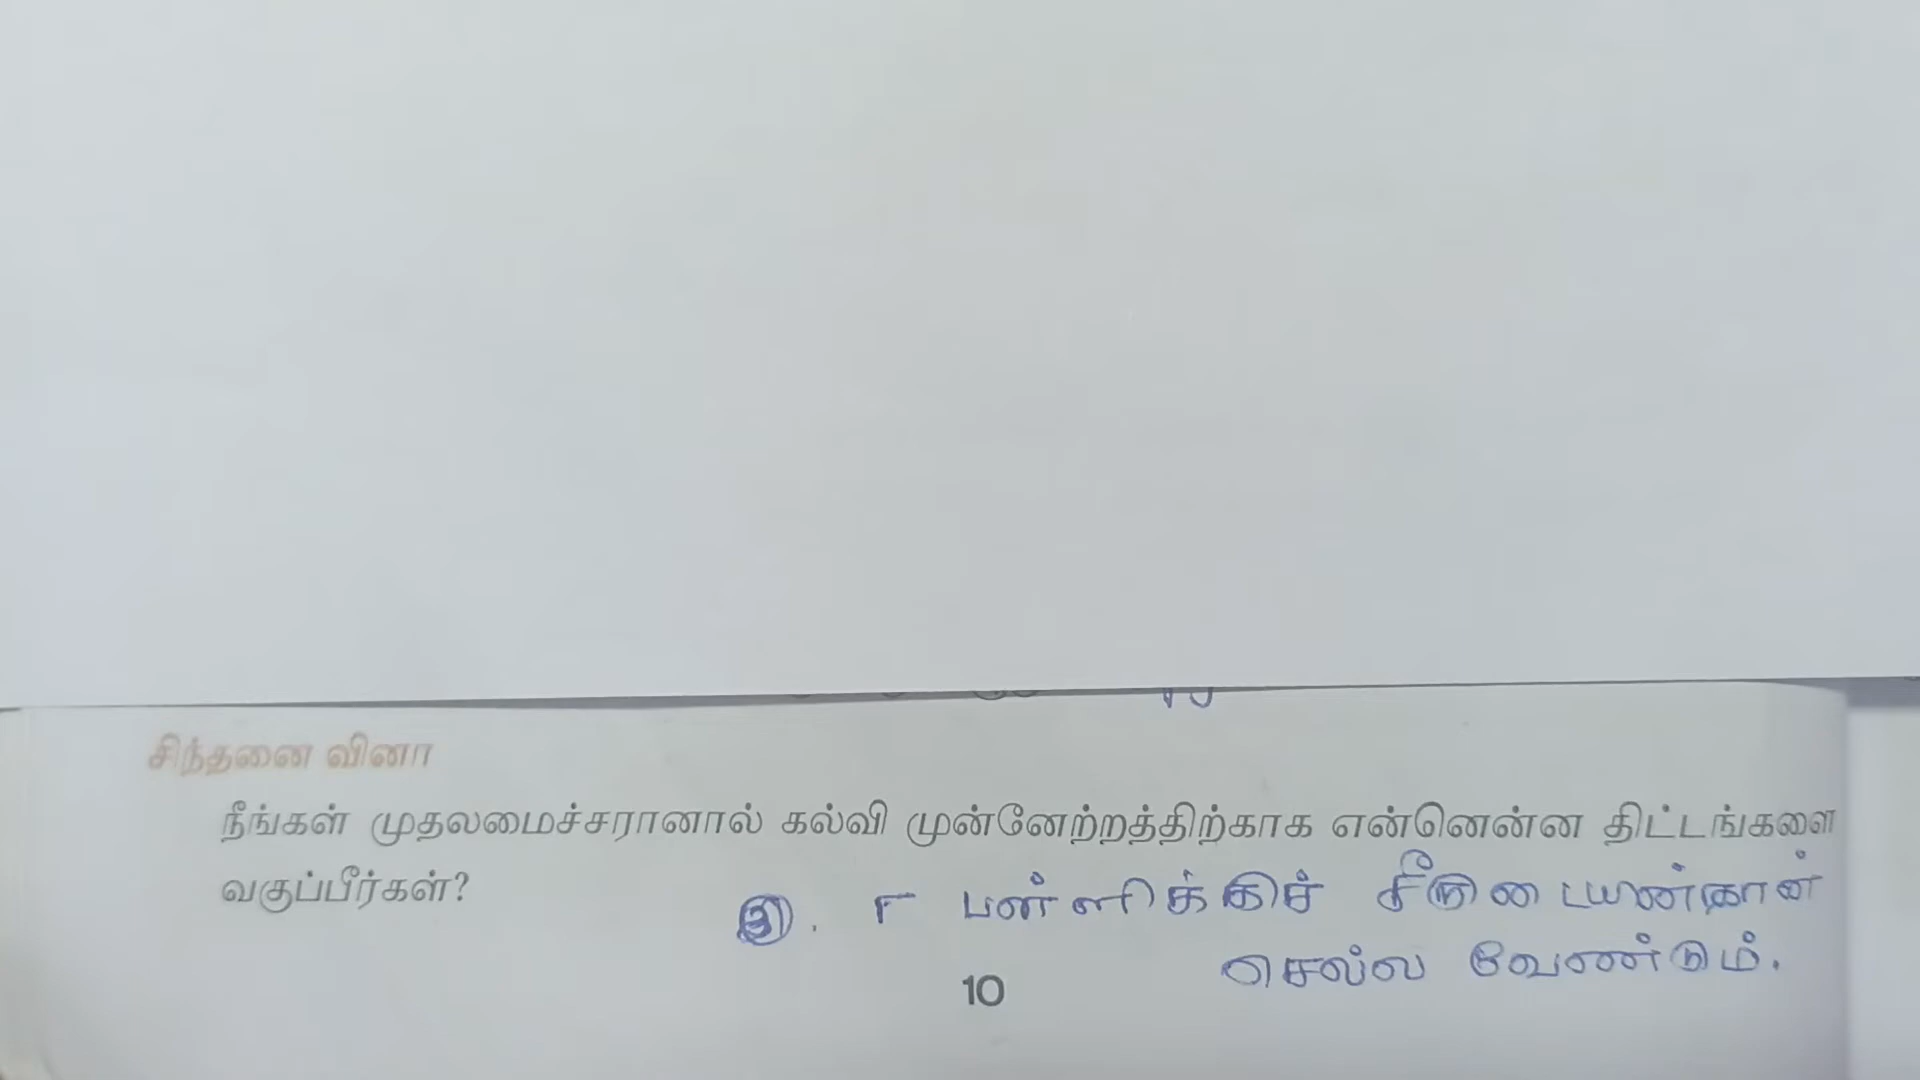 சிந்தனை வினா
நீங்கள் முதலமைச்சரானால் கல்வி முன்னேற்றத்திற்காக என்னென்ன திட்டங்களை
வகுப்பீர்கள்?
பள்ளிக்கிச் சீருடையுடன்தான்
செல்ல வேண்டும்.
10